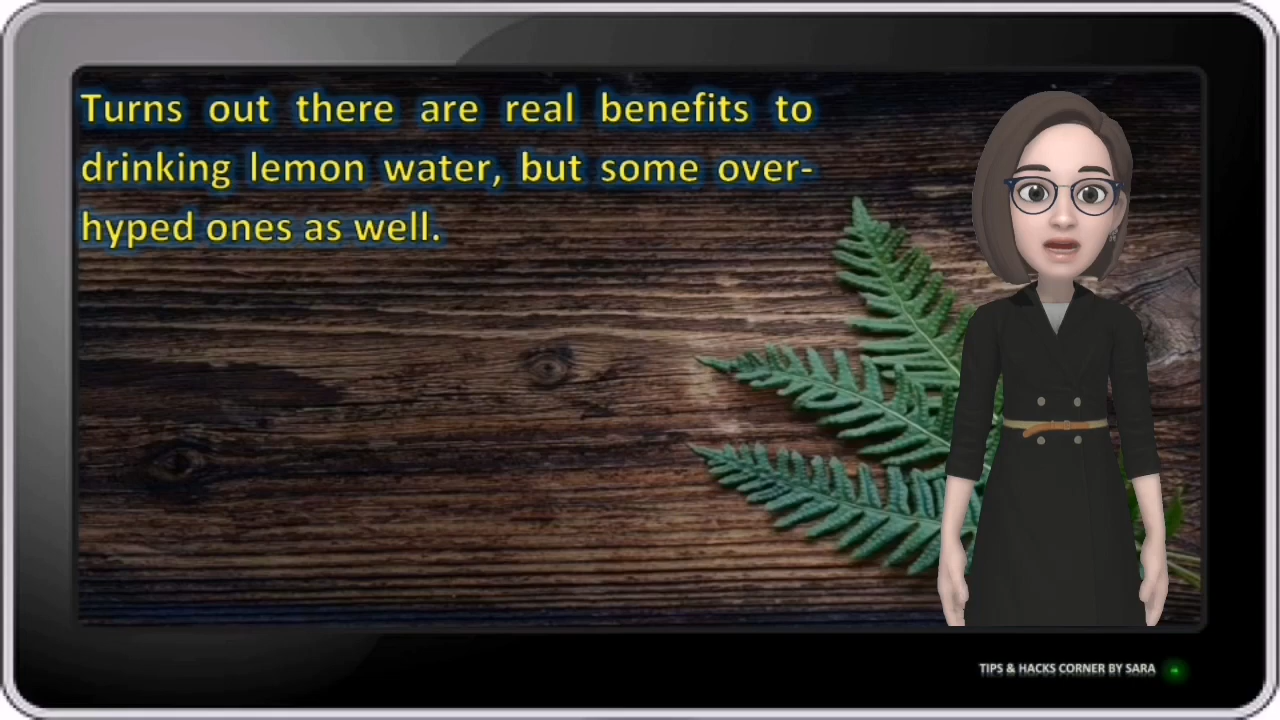 Turns out there are real benefits to
drinking lemon water, but some over-
hyped ones as well.
TIPS & HACKS CORNER BY SARA